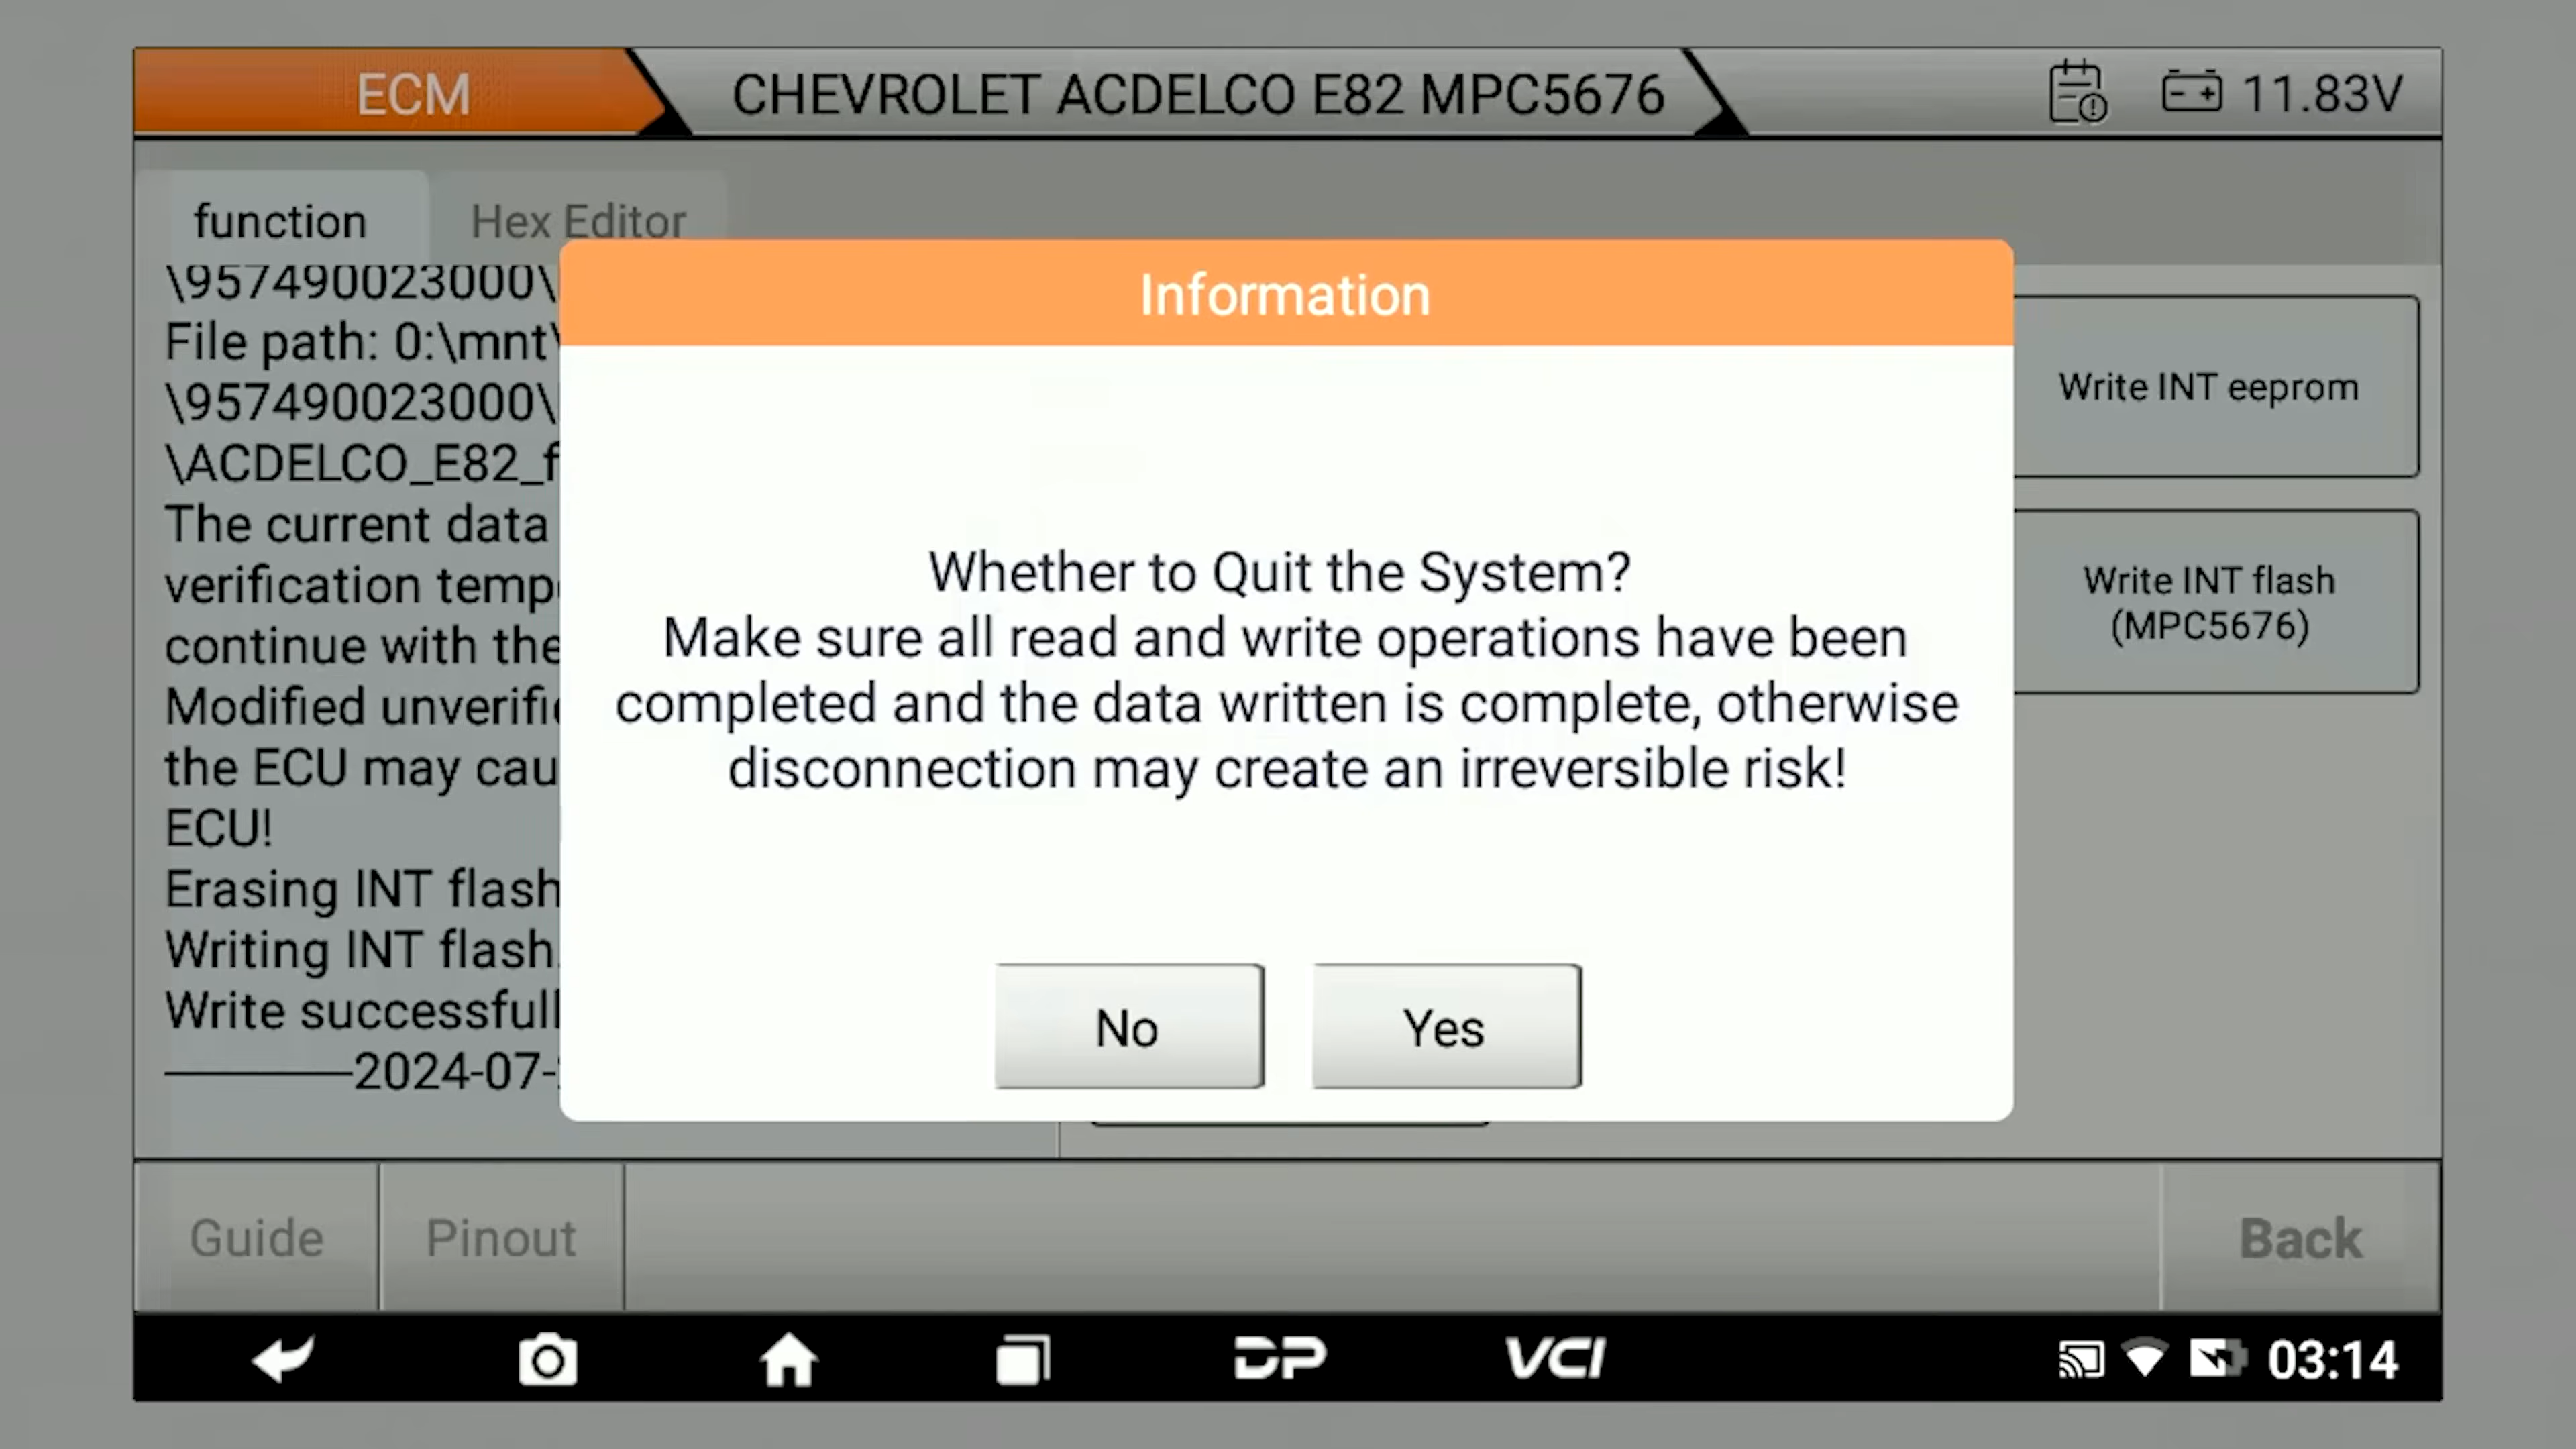 ECM
CHEVROLET ACDELCO E82 MPC5676
11.83V
function
Hex Editor
\957490023000\
File path: 0:\mnt\
\957490023000\
\ACDELCO_E82_f
The current data
verification
continue with the
Modified
the ECU may
ECU!
Erasing INT flash
Writing INT flash.
Write
2024-07-
Information
Whether to Quit the System?
Make sure all read and write operations have been
completed and the data written is complete, otherwise
disconnection may create an irreversible risk!
No
Yes
Write INT eeprom
Write INT flash
(MPC5676)
Guide
Pinout
Back
DP
VCI
03:14